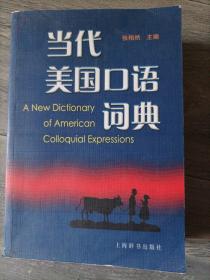 当代
张柏然 主编
美国口语
A New Dictionary
of American
Colloquial Expressions
词典
上海辞书出版社